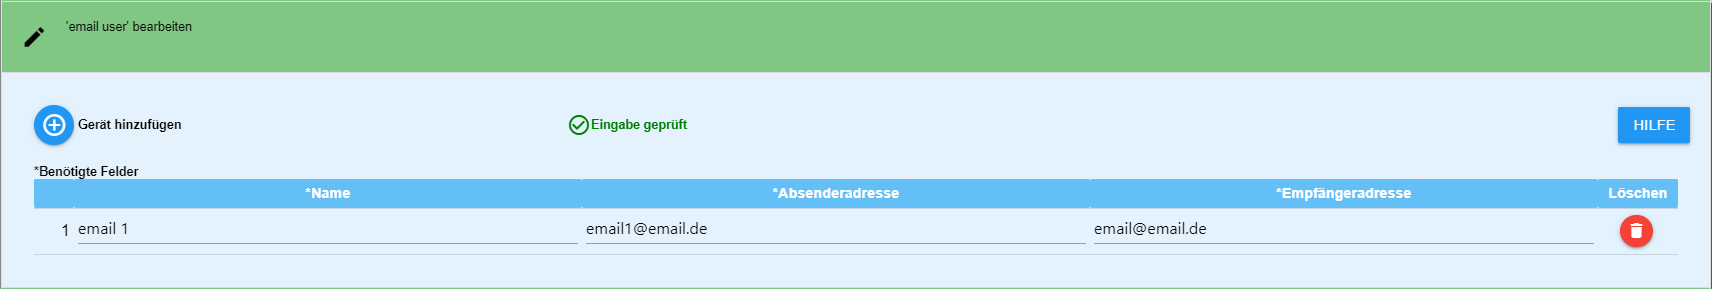 'email user' bearbeiten
Gerät hinzufügen
Eingabe geprüft
HILFE
*Benötigte Felder
*Name *Absenderadresse *Empfängeradresse Löschen
1 email 1 email1@email.de email@email.de